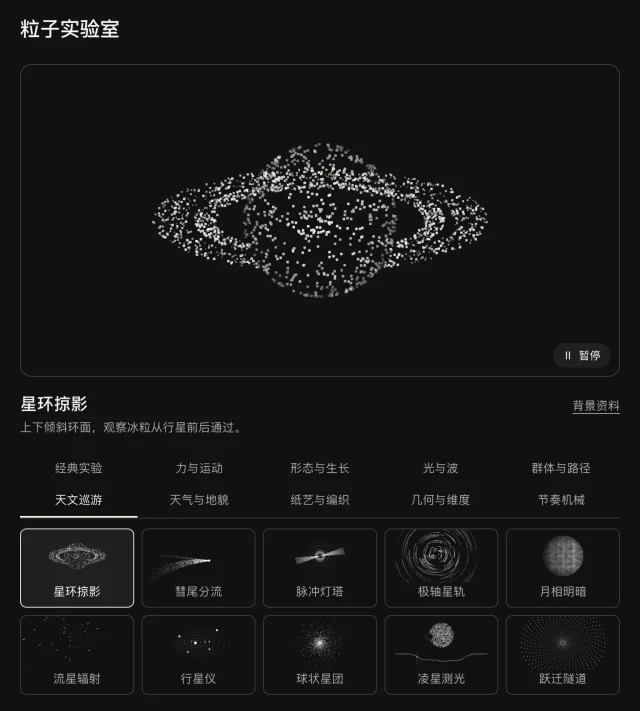 粒子实验室
暂停
星环掠影
背景资料
上下倾斜环面，观察冰粒从行星前后通过。
经典实验 力与运动 形态与生长 光与波 群体与路径
天文巡游 天气与地貌 纸艺与编织 几何与维度 节奏机械
星环掠影 彗尾分流 脉冲灯塔 极轴星轨 月相明暗
流星辐射 行星仪 球状星团 凌星测光 跃迁隧道